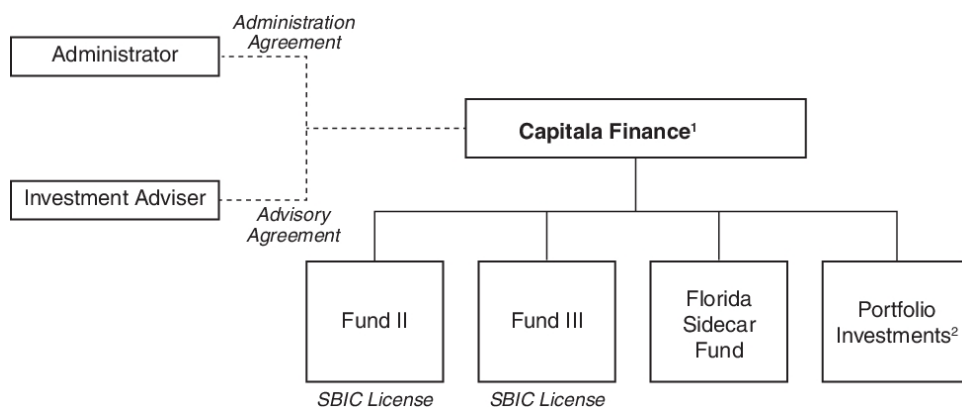 Administration
Agreement
Administrator
Capitala Finance¹
Investment Adviser
Advisory
Agreement
Fund II
Fund III
Florida
Sidecar
Fund
Portfolio
Investments²
SBIC License
SBIC License